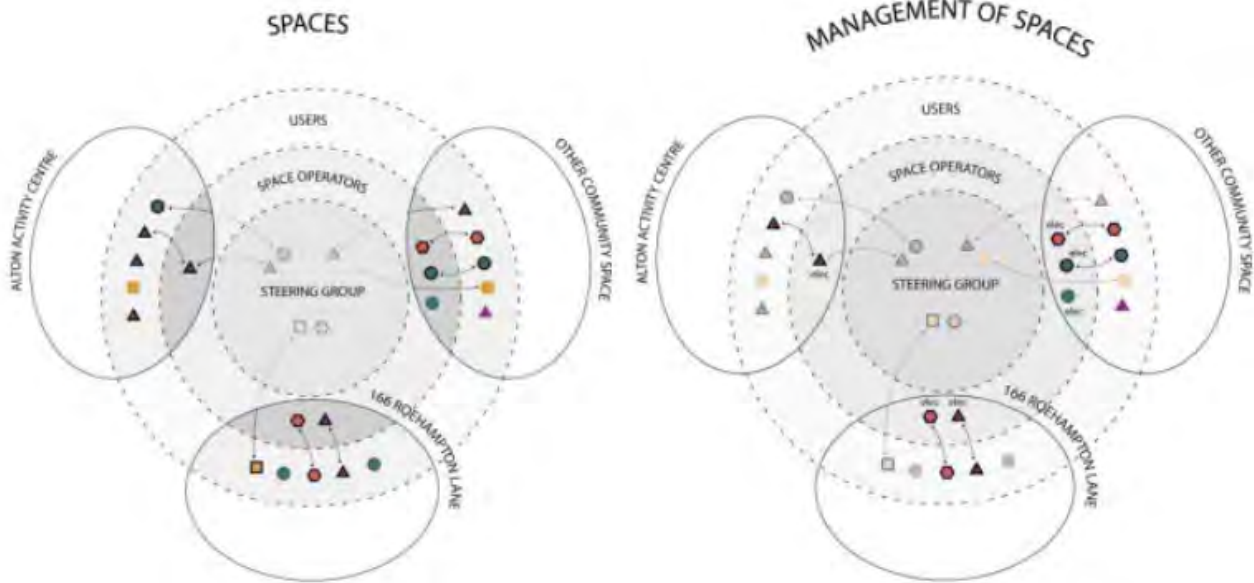 SPACES
USERS
SPACE OPERATORS
STEERING GROUP
ALTON ACTIVITY CENTRE
OTHER COMMUNITY SPACE
166 ROEHAMPTON LANE
MANAGEMENT OF SPACES
USERS
SPACE OPERATORS
STEERING GROUP
ALTON ACTIVITY CENTRE
OTHER COMMUNITY SPACE
166 ROEHAMPTON LANE